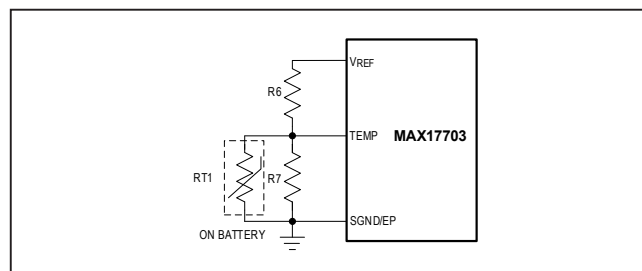 VREF
R6
TEMP
MAX17703
RT1
R7
SGND/EP
ON BATTERY